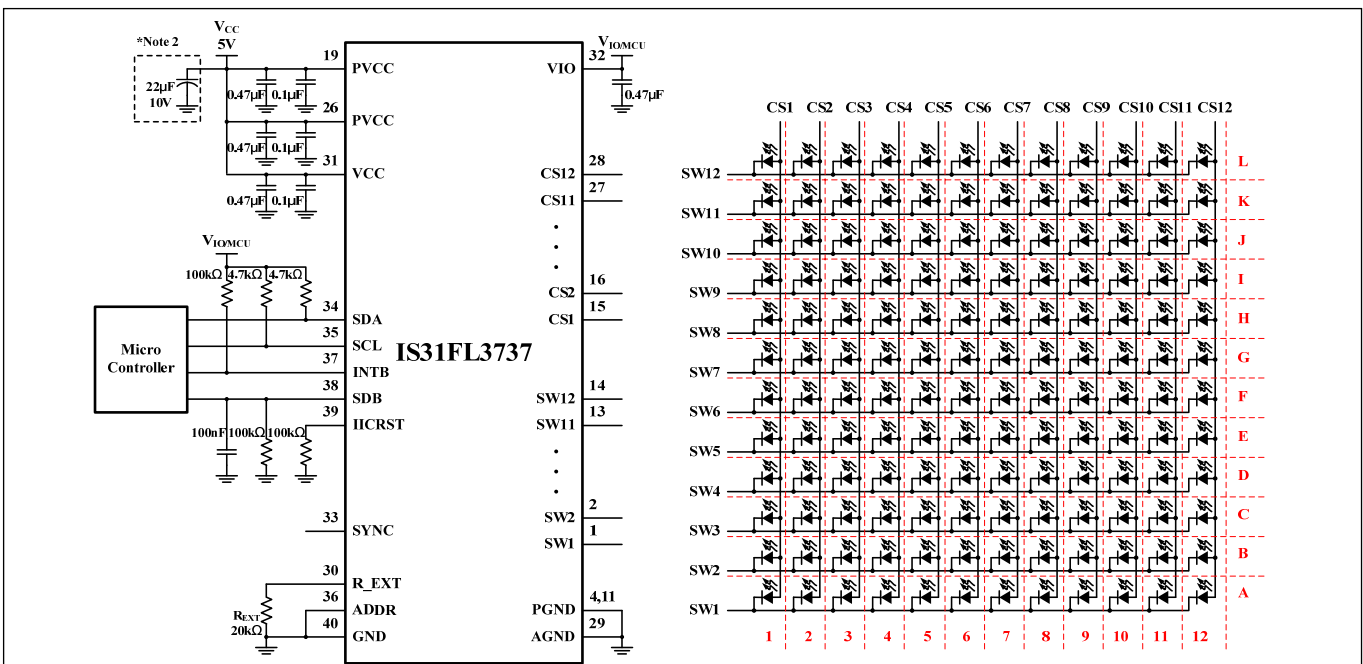 *Note 2
VCC
5V
22µF
10V
0.47µF 0.1µF
0.47µF 0.1µF
0.47µF 0.1µF
19 PVCC
26 PVCC
31 VCC
VIO/MCU
100kΩ 4.7kΩ 4.7kΩ
Micro
Controller
34 SDA
35 SCL
37 INTB
38 SDB
39 IICRST
100nF 100kΩ 100kΩ
33 SYNC
30 R_EXT
36 ADDR
40 GND
REXT
20kΩ
IS31FL3737
VIO/MCU
VIO 32
0.47µF
CS12 28
CS11 27
CS2 16
CS1 15
SW12 14
SW11 13
SW2 2
SW1 1
PGND 4,11
AGND 29
CS1 CS2 CS3 CS4 CS5 CS6 CS7 CS8 CS9 CS10 CS11 CS12
SW12 L
SW11 K
SW10 J
SW9 I
SW8 H
SW7 G
SW6 F
SW5 E
SW4 D
SW3 C
SW2 B
SW1 A
1 2 3 4 5 6 7 8 9 10 11 12